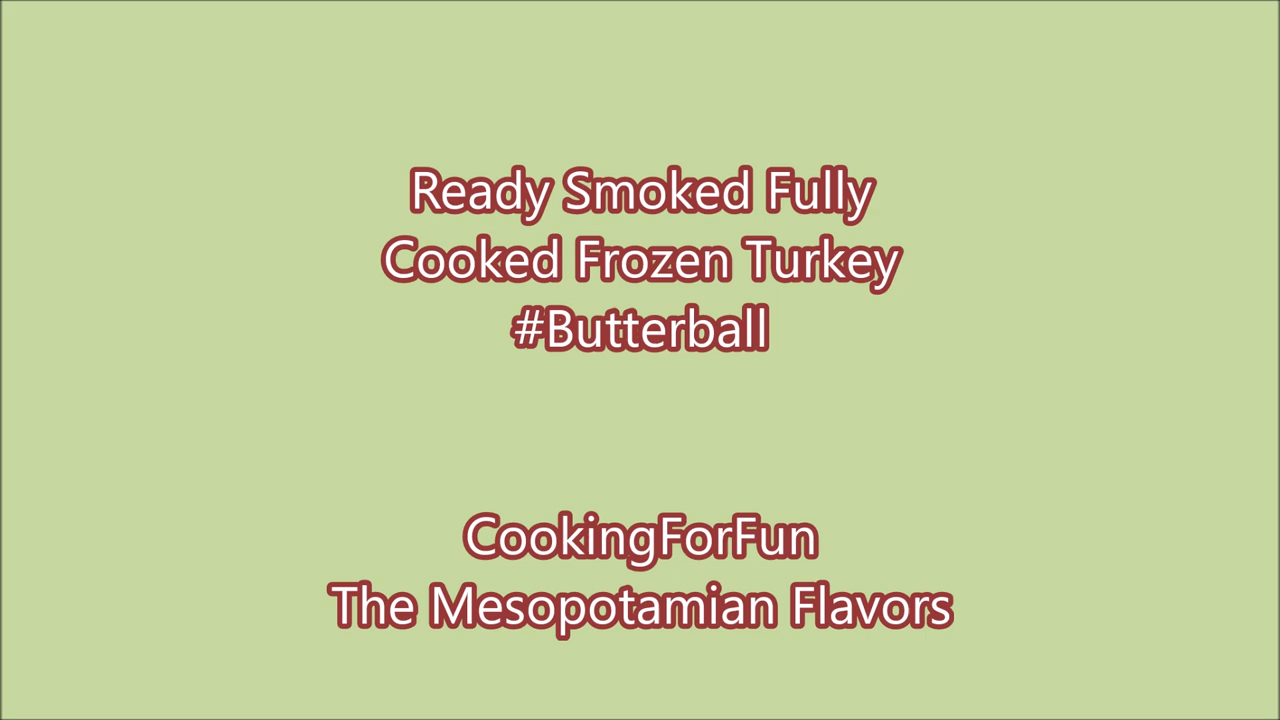 Ready Smoked Fully
Cooked Frozen Turkey
#Butterball
CookingForFun
The Mesopotamian Flavors